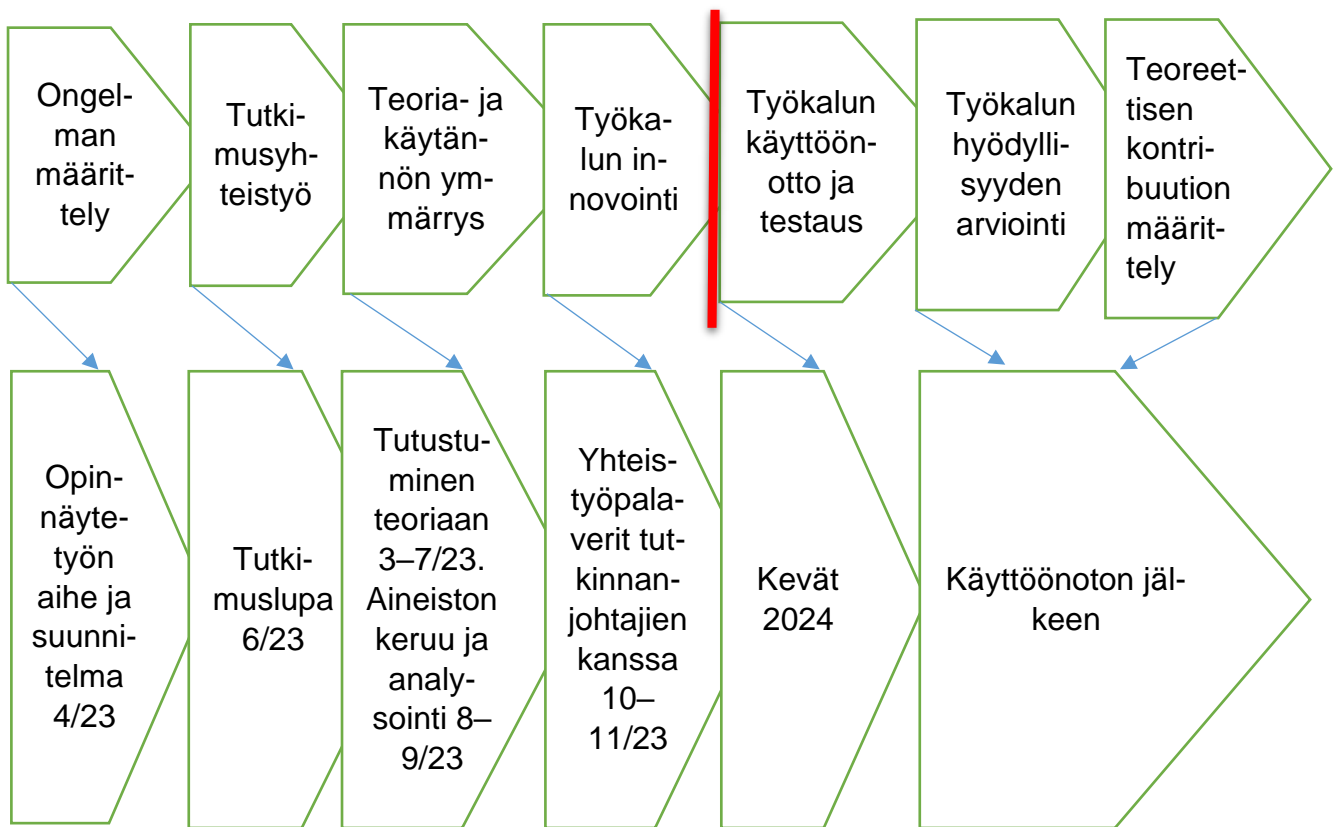 Ongel-
man
määrit-
tely
Tutki-
musyh-
teistyö
Teoria- ja
käytän-
nön ym-
märrys
Työka-
lun in-
novointi
Työkalun
käyttöön-
otto ja
testaus
Työkalun
hyödylli-
syyden
arviointi
Teoreet-
tisen
kontri-
buution
määrit-
tely
Opin-
näyte-
työn
aihe ja
suunni-
telma
4/23
Tutki-
muslupa
6/23
Tutustu-
minen
teoriaan
3–7/23.
Aineiston
keruu ja
analy-
sointi 8–
9/23
Yhteis-
työpala-
verit tut-
kinnan-
johtajien
kanssa
10–
11/23
Kevät
2024
Käyttöönoton jäl-
keen